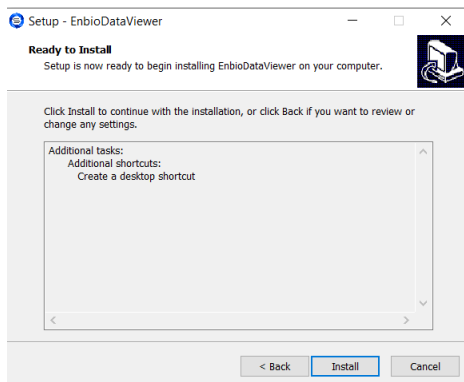 Setup - EnbioDataViewer
Ready to Install
Setup is now ready to begin installing EnbioDataViewer on your computer.
Click Install to continue with the installation, or click Back if you want to review or
change any settings.
Additional tasks:
Additional shortcuts:
Create a desktop shortcut
< Back
Install
Cancel